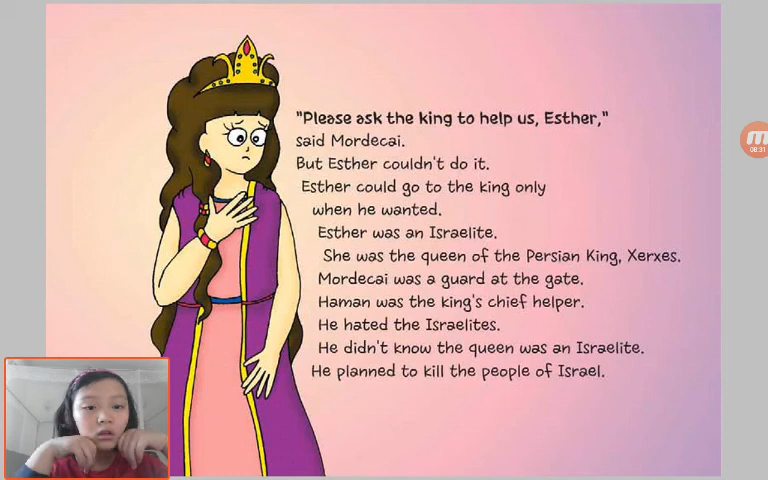 "Please ask the king to help us, Esther,"
said Mordecai.
But Esther couldn't do it.
Esther could go to the king only
when he wanted.
Esther was an Israelite.
She was the queen of the Persian King, Xerxes.
Mordecai was a guard at the gate.
Haman was the king's chief helper.
He hated the Israelites.
He didn't know the queen was an Israelite.
He planned to kill the people of Israel.
08:31